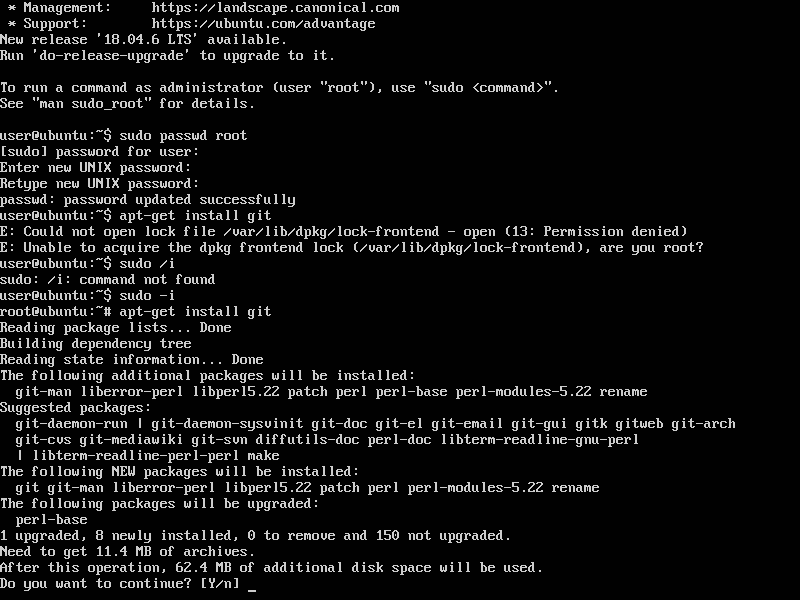 * Management:     https://landscape.canonical.com
* Support:        https://ubuntu.com/advantage
New release '18.04.6 LTS' available.
Run 'do-release-upgrade' to upgrade to it.
To run a command as administrator (user "root"), use "sudo <command>".
See "man sudo_root" for details.
user@ubuntu:~$ sudo passwd root
[sudo] password for user:
Enter new UNIX password:
Retype new UNIX password:
passwd: password updated successfully
user@ubuntu:~$ apt-get install git
E: Could not open lock file /var/lib/dpkg/lock-frontend - open (13: Permission denied)
E: Unable to acquire the dpkg frontend lock (/var/lib/dpkg/lock-frontend), are you root?
user@ubuntu:~$ sudo /i
sudo: /i: command not found
user@ubuntu:~$ sudo -i
root@ubuntu:~# apt-get install git
Reading package lists... Done
Building dependency tree
Reading state information... Done
The following additional packages will be installed:
  git-man liberror-perl libperl5.22 patch perl perl-base perl-modules-5.22 rename
Suggested packages:
  git-daemon-run | git-daemon-sysvinit git-doc git-el git-email git-gui gitk gitweb git-arch
  git-cvs git-mediawiki git-svn diffutils-doc perl-doc libterm-readline-gnu-perl
  | libterm-readline-perl-perl make
The following NEW packages will be installed:
  git git-man liberror-perl libperl5.22 patch perl perl-modules-5.22 rename
The following packages will be upgraded:
  perl-base
1 upgraded, 8 newly installed, 0 to remove and 150 not upgraded.
Need to get 11.4 MB of archives.
After this operation, 62.4 MB of additional disk space will be used.
Do you want to continue? [Y/n] _